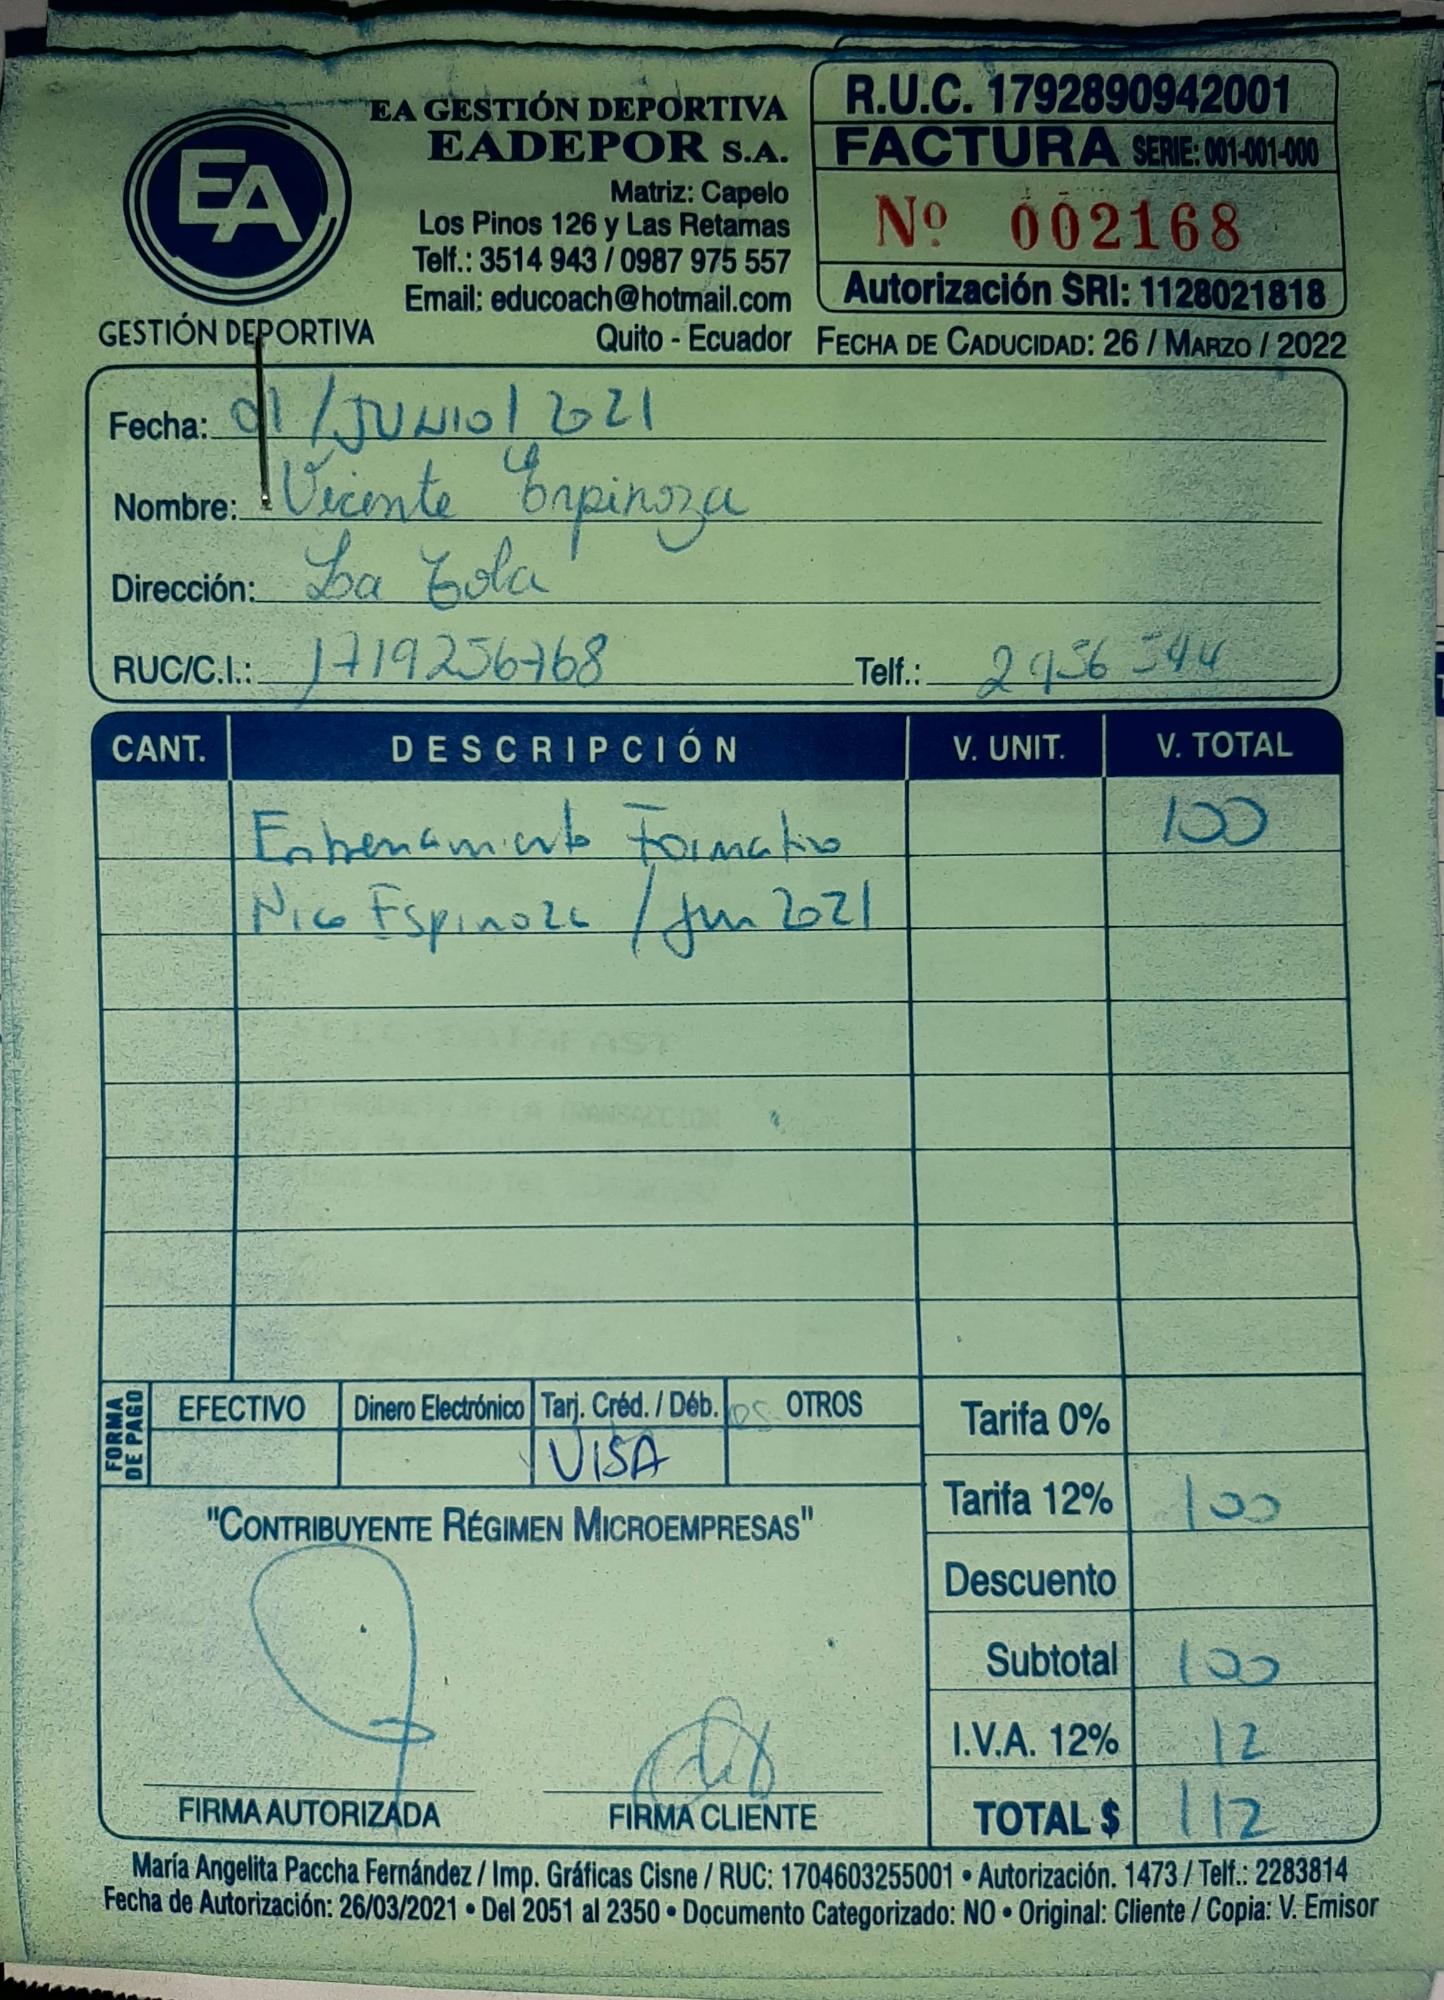 EA
GESTIÓN DEPORTIVA
EA GESTIÓN DEPORTIVA
EADEPOR S.A.
Matriz: Capelo
Los Pinos 126 y Las Retamas
Telf.: 3514 943 / 0987 975 557
Email: educoach@hotmail.com
Quito - Ecuador
R.U.C. 1792890942001
FACTURA SERIE: 001-001-000
Nº 002168
Autorización SRI: 1128021818
FECHA DE CADUCIDAD: 26 / MARZO / 2022
Fecha: 01/JUNIO/2021
Nombre: Vicente Espinoza
Dirección: La Tola
RUC/C.I.: 1719256768 Telf.: 2956544
CANT. DESCRIPCIÓN V. UNIT. V. TOTAL
Entrenamiento Formativo 100
Nico Espinoza / Jun 2021
FORMA DE PAGO
EFECTIVO Dinero Electrónico Tarj. Créd. / Déb. OTROS
VISA
Tarifa 0%
Tarifa 12% 100
Descuento
Subtotal 100
I.V.A. 12% 12
TOTAL $ 112
"CONTRIBUYENTE RÉGIMEN MICROEMPRESAS"
FIRMA AUTORIZADA FIRMA CLIENTE
María Angelita Paccha Fernández / Imp. Gráficas Cisne / RUC: 1704603255001 • Autorización. 1473 / Telf.: 2283814
Fecha de Autorización: 26/03/2021 • Del 2051 al 2350 • Documento Categorizado: NO • Original: Cliente / Copia: V. Emisor